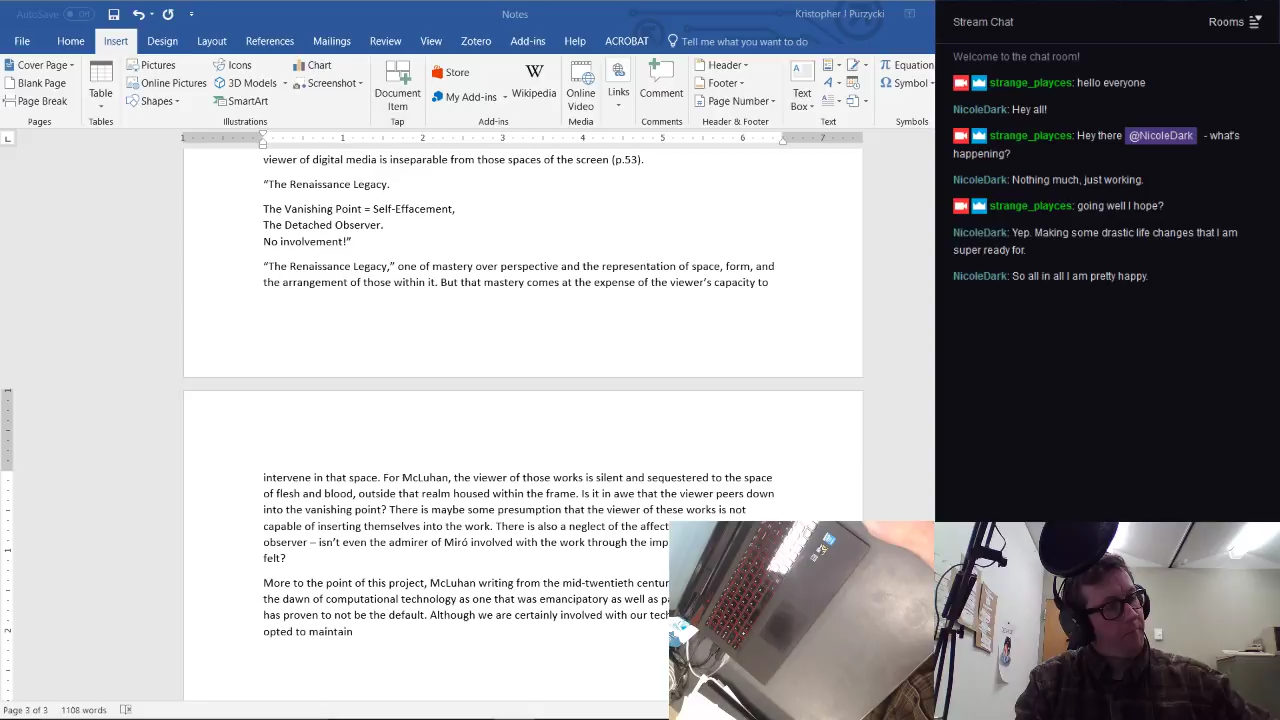 AutoSave
Off
Notes
Kristopher J Purzycki
File
Home
Insert
Design
Layout
References
Mailings
Review
View
Zotero
Add-ins
Help
ACROBAT
Tell me what you want to do
Cover Page
Blank Page
Page Break
Pages
Table
Tables
Pictures
Online Pictures
Shapes
Icons
3D Models
SmartArt
Chart
Screenshot
Illustrations
Document
Item
Tap
Store
My Add-ins
W
Wikipedia
Add-ins
Online
Video
Media
Links
Comment
Comments
Header
Footer
Page Number
Header & Footer
Text
Box
Text
Equation
Symbol
Symbols
1 1 2 3 4 5 6 7
viewer of digital media is inseparable from those spaces of the screen (p.53).
“The Renaissance Legacy.
The Vanishing Point = Self-Effacement,
The Detached Observer.
No involvement!”
“The Renaissance Legacy,” one of mastery over perspective and the representation of space, form, and
the arrangement of those within it. But that mastery comes at the expense of the viewer’s capacity to
intervene in that space. For McLuhan, the viewer of those works is silent and sequestered to the space
of flesh and blood, outside that realm housed within the frame. Is it in awe that the viewer peers down
into the vanishing point? There is maybe some presumption that the viewer of these works is not
capable of inserting themselves into the work. There is also a neglect of the affect
observer – isn’t even the admirer of Miró involved with the work through the imp
felt?
More to the point of this project, McLuhan writing from the mid-twentieth centur
the dawn of computational technology as one that was emancipatory as well as pa
has proven to not be the default. Although we are certainly involved with our tech
opted to maintain
Page 3 of 3
1108 words
Stream Chat
Rooms
Welcome to the chat room!
strange_playces: hello everyone
NicoleDark: Hey all!
strange_playces: Hey there @NicoleDark - what's
happening?
NicoleDark: Nothing much, just working.
strange_playces: going well I hope?
NicoleDark: Yep. Making some drastic life changes that I am
super ready for.
NicoleDark: So all in all I am pretty happy.